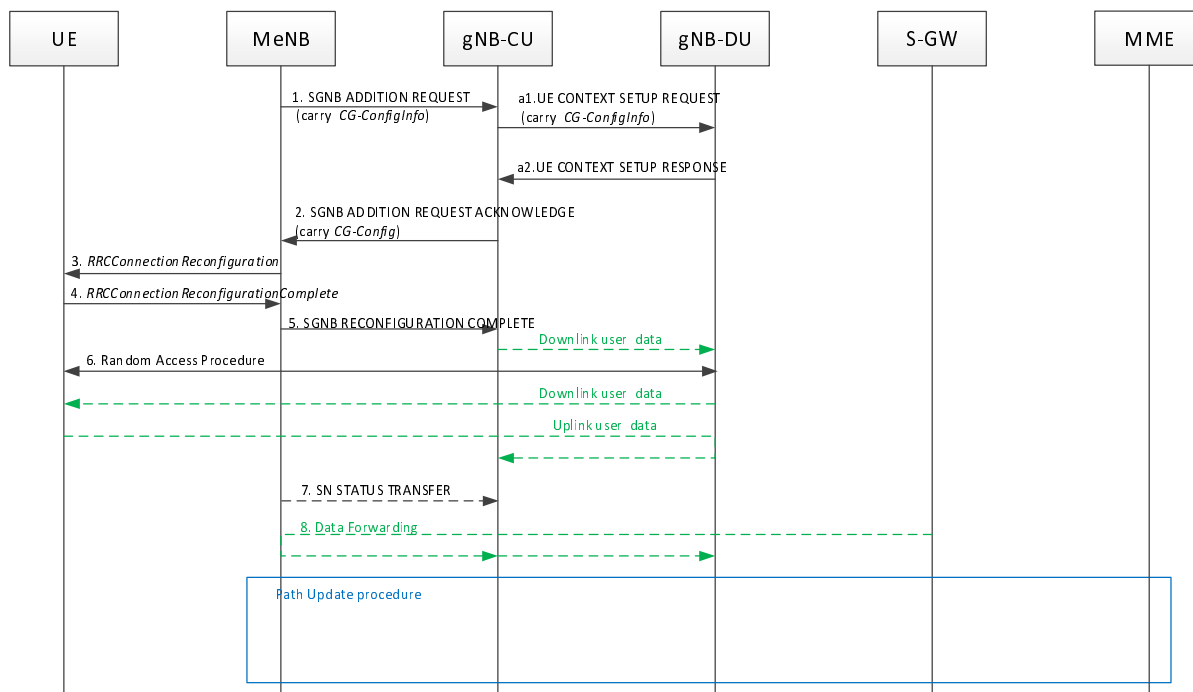 UE MeNB gNB-CU gNB-DU S-GW MME
1. SGNB ADDITION REQUEST
(carry CG-ConfigInfo)
a1.UE CONTEXT SETUP REQUEST
(carry CG-ConfigInfo)
a2.UE CONTEXT SETUP RESPONSE
2. SGNB ADDITION REQUEST ACKNOWLEDGE
(carry CG-Config)
3. RRCConnectionReconfiguration
4. RRCConnectionReconfigurationComplete
5. SGNB RECONFIGURATION COMPLETE
Downlink user data
6. Random Access Procedure
Downlink user data
Uplink user data
7. SN STATUS TRANSFER
8. Data Forwarding
Path Update procedure